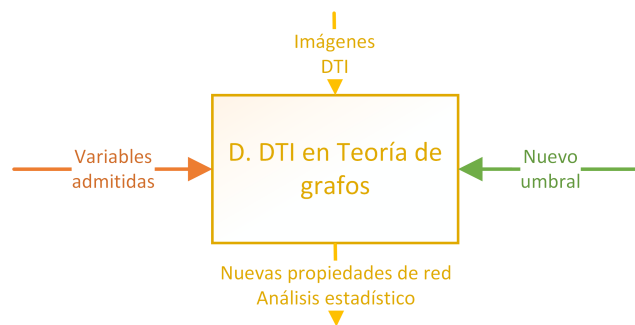 Imágenes
DTI
Variables
admitidas
D. DTI en Teoría de
grafos
Nuevo
umbral
Nuevas propiedades de red
Análisis estadístico